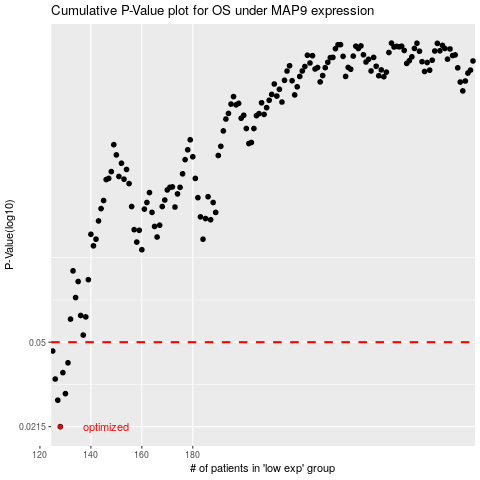 Cumulative P-Value plot for OS under MAP9 expression
P-Value(log10)
0.05
0.0215
optimized
120 140 160 180
# of patients in 'low exp' group